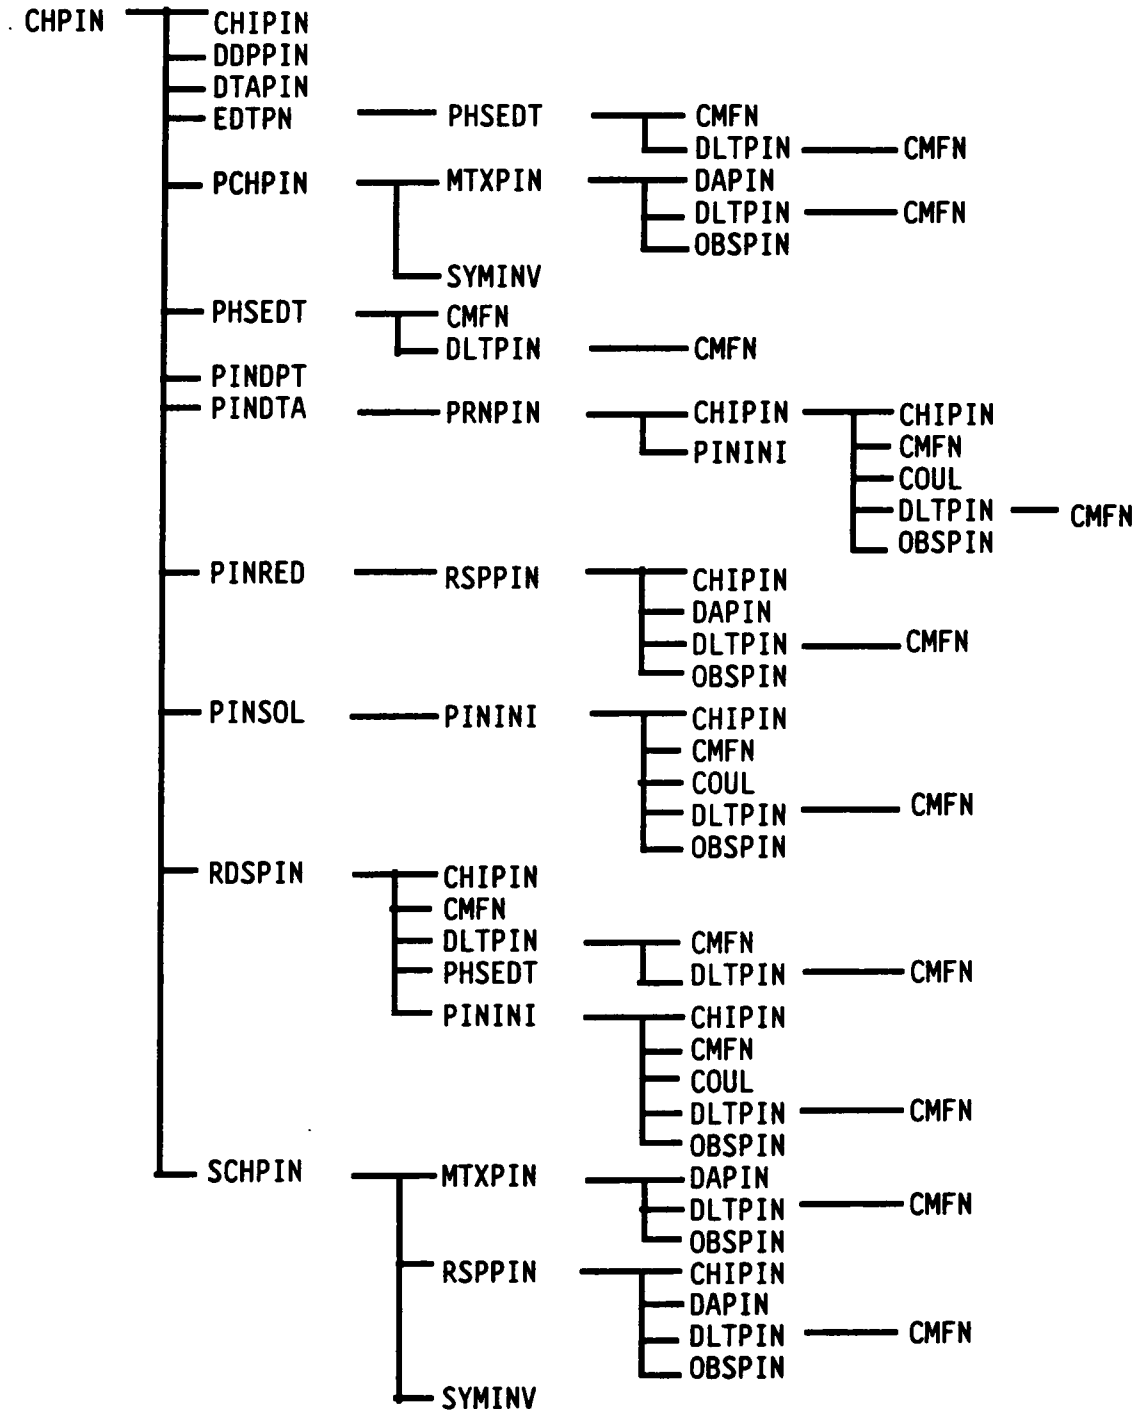 CHPIN
CHIPIN
DDPPIN
DTAPIN
EDTPN PHSEDT CMFN
DLTPIN CMFN
PCHPIN MTXPIN DAPIN
DLTPIN CMFN
OBSPIN
SYMINV
PHSEDT CMFN
DLTPIN CMFN
PINDPT
PINDTA PRNPIN CHIPIN CHIPIN
PININI CMFN
COUL
DLTPIN CMFN
OBSPIN
PINRED RSPPIN CHIPIN
DAPIN
DLTPIN CMFN
OBSPIN
PINSOL PININI CHIPIN
CMFN
COUL
DLTPIN CMFN
OBSPIN
RDSPIN CHIPIN
CMFN
DLTPIN CMFN
PHSEDT DLTPIN CMFN
PININI CHIPIN
CMFN
COUL
DLTPIN CMFN
OBSPIN
SCHPIN MTXPIN DAPIN
DLTPIN CMFN
OBSPIN
RSPPIN CHIPIN
DAPIN
DLTPIN CMFN
OBSPIN
SYMINV